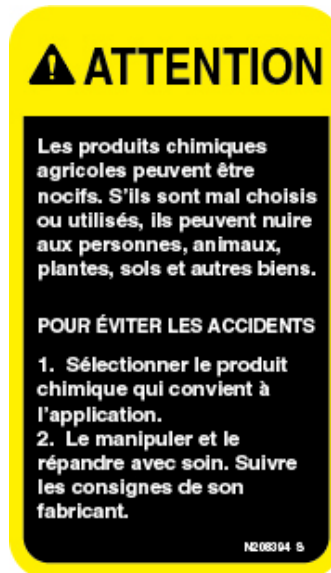 ATTENTION
Les produits chimiques
agricoles peuvent être
nocifs. S'ils sont mal choisis
ou utilisés, ils peuvent nuire
aux personnes, animaux,
plantes, sols et autres biens.
POUR ÉVITER LES ACCIDENTS
1. Sélectionner le produit
chimique qui convient à
l'application.
2. Le manipuler et le
répandre avec soin. Suivre
les consignes de son
fabricant.
N208394 S